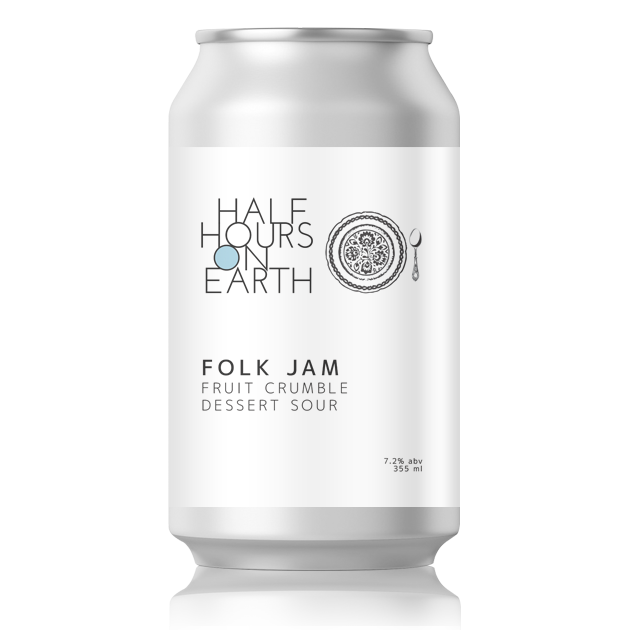 HALF
HOURS
ON
EARTH
FOLK JAM
FRUIT CRUMBLE
DESSERT SOUR
7.2% abv
355 ml